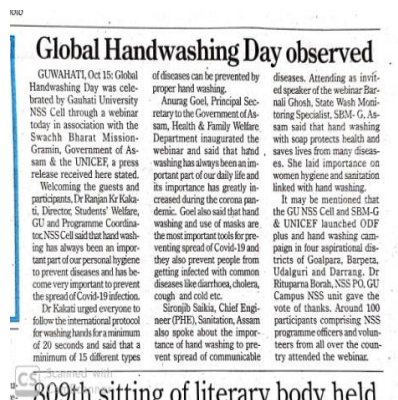 Global Handwashing Day observed
GUWAHATI, Oct 15: Global
Handwashing Day was cele-
brated by Gauhati University
NSS Cell through a webinar
today in association with the
Swachh Bharat Mission-
Gramin, Government of As-
sam & the UNICEF, a press
release received here stated.
Welcoming the guests and
participants, Dr Ranjan Kr Kaka-
ti, Director, Students' Welfare,
GU and Programme Coordina-
tor, NSS Cell said that hand wash-
ing has always been an impor-
tant part of our personal hygiene
to prevent diseases and has be-
come very important to prevent
the spread of Covid-19 infection.
Dr Kakati urged everyone to
follow the international protocol
for washing hands for a minimum
of 20 seconds and said that a
minimum of 15 different types
of diseases can be prevented by
proper hand washing.
Anurag Goel, Principal Sec-
retary to the Government of As-
sam, Health & Family Welfare
Department inaugurated the
webinar and said that hand
washing has always been an im-
portant part of our daily life and
its importance has greatly in-
creased during the corona pan-
demic. Goel also said that hand
washing and use of masks are
the most important tools for pre-
venting spread of Covid-19 and
they also prevent people from
getting infected with common
diseases like diarrhoea, cholera,
cough and cold etc.
Sironjib Saikia, Chief Engi-
neer (PHE), Sanitation, Assam
also spoke about the impor-
tance of hand washing to pre-
vent spread of communicable
diseases. Attending as invit-
ed speaker of the webinar Bar-
nali Ghosh, State Wash Moni-
toring Specialist, SBM- G, As-
sam said that hand washing
with soap protects health and
saves lives from many diseas-
es. She laid importance on
women hygiene and sanitation
linked with hand washing.
It may be mentioned that
the GU NSS Cell and SBM-G
& UNICEF launched ODF
plus and hand washing cam-
paign in four aspirational dis-
tricts of Goalpara, Barpeta,
Udalguri and Darrang. Dr
Rituparna Borah, NSS PO, GU
Campus NSS unit gave the
vote of thanks. Around 100
participants comprising NSS
programme officers and volun-
teers from all over the coun-
try attended the webinar.
CS Scanned with
809th sitting of literary body held